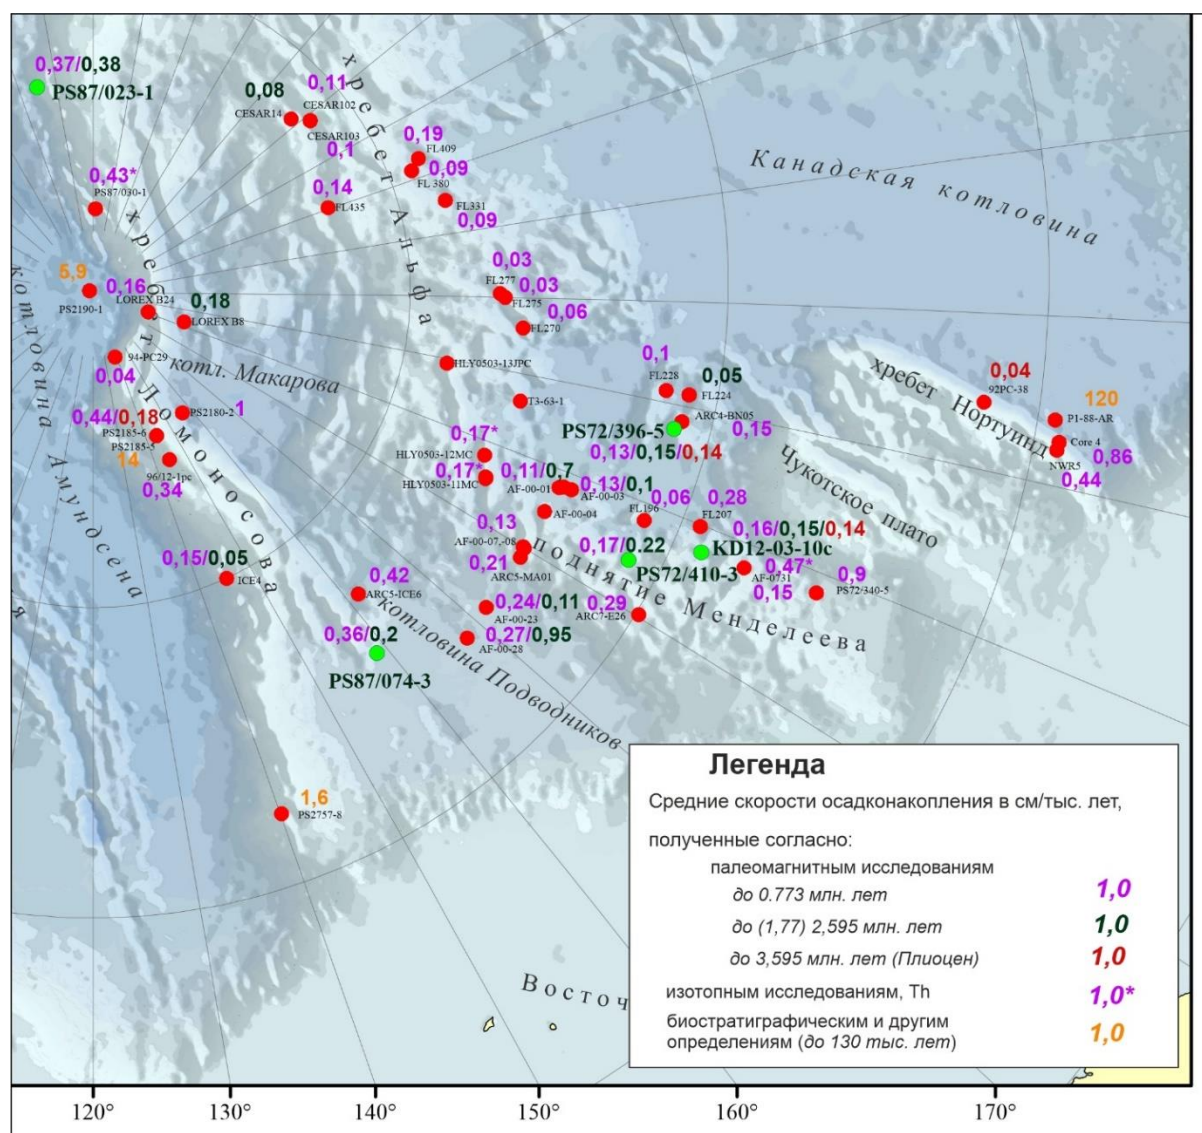 0,37/0,38
PS87/023-1
0,08
CESAR14
0,11
CESAR102
CESAR103
0,1
хребет Альфа
0,19
FL409
FL 380
0,09
FL331
0,09
0,14
FL435
Канадская котловина
0,43*
PS87/030-1
хребет Ломоносова
5,9
PS2190-1
0,16
LOREX B24
0,18
LOREX B8
94-PC29
0,04
котл. Макарова
котловина Амундсена
0,03
FL277
0,03
FL275
0,06
FL270
HLY0503-13JPC
T3-63-1
0,1
FL228
0,05
FL224
ARC4-BN05
0,15
PS72/396-5
0,13/0,15/0,14
хребет Нортуинд
0,04
92PC-38
120
P1-88-AR
Core 4
0,86
NWR5
0,44
Чукотское плато
PS2180-2
1
0,44/0,18
PS2185-6
PS2185-5
14
96/12-1pc
0,34
0,17*
HLY0503-12MC
0,17*
HLY0503-11MC
0,11/0,7
AF-00-01
0,13/0,1
AF-00-03
AF-00-04
0,06
FL196
0,28
FL207
0,13
AF-00-07,-08
0,21
ARC5-MA01
0,17/0.22
PS72/410-3
0,16/0,15/0,14
KD12-03-10c
0,47*
AF-0731
0,15
0,9
PS72/340-5
поднятие Менделеева
0,15/0,05
ICE4
0,42
ARC5-ICE6
0,24/0,11
AF-00-23
0,29
ARC7-E26
0,36/0,2
PS87/074-3
0,27/0,95
AF-00-28
котловина Подводников
1,6
PS2757-8
Восточ
я
Легенда
Средние скорости осадконакопления в см/тыс. лет,
полученные согласно:
палеомагнитным исследованиям
до 0.773 млн. лет 1,0
до (1,77) 2,595 млн. лет 1,0
до 3,595 млн. лет (Плиоцен) 1,0
изотопным исследованиям, Th 1,0*
биостратиграфическим и другим
определениям (до 130 тыс. лет) 1,0
120° 130° 140° 150° 160° 170°